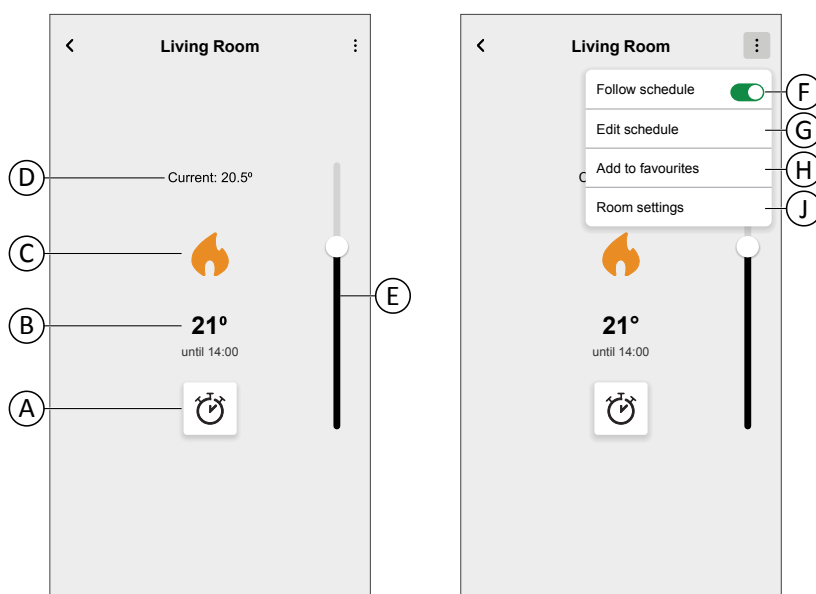 Living Room
D
Current: 20.5º
C
B
21º
until 14:00
A
E
Living Room
Follow schedule
F
Edit schedule
G
C
Add to favourites
H
Room settings
J
21°
until 14:00